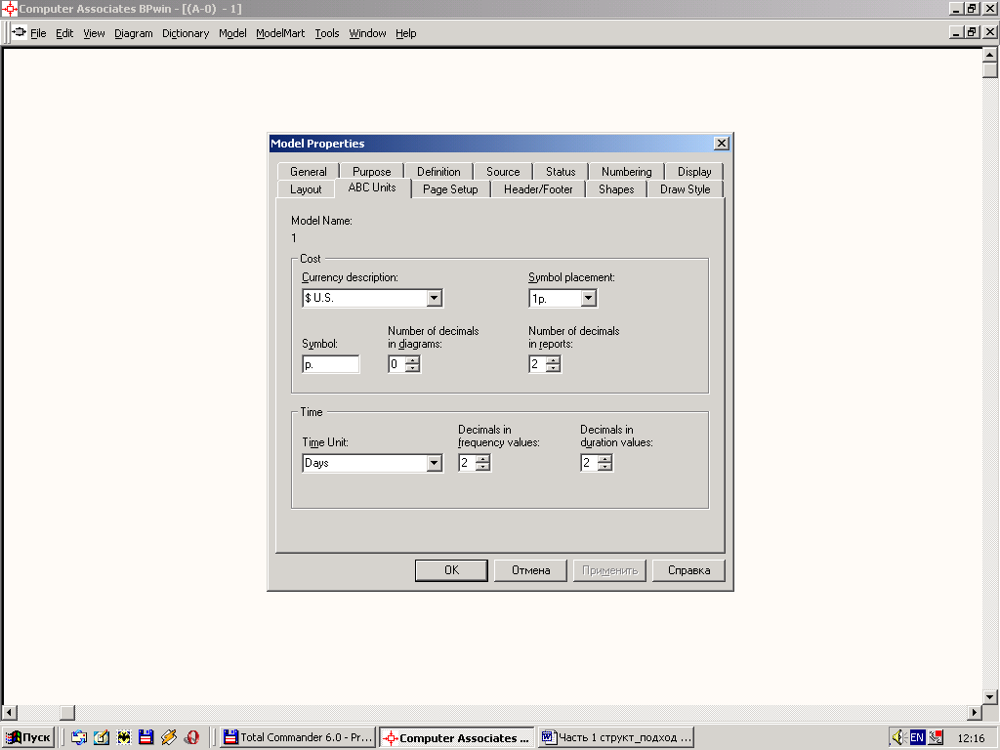 Computer Associates BPwin - [(A-0) - 1]
File Edit View Diagram Dictionary Model ModelMart Tools Window Help
Model Properties
General Purpose Definition Source Status Numbering Display
Layout ABC Units Page Setup Header/Footer Shapes Draw Style
Model Name:
1
Cost
Currency description: Symbol placement:
$ U.S. 1р.
Number of decimals Number of decimals
Symbol: in diagrams: in reports:
р. 0 2
Time
Decimals in Decimals in
Time Unit: frequency values: duration values:
Days 2 2
OK Отмена Применить Справка
Пуск Total Commander 6.0 - Pr... Computer Associates ... Часть 1 структ_подход ... EN 12:16